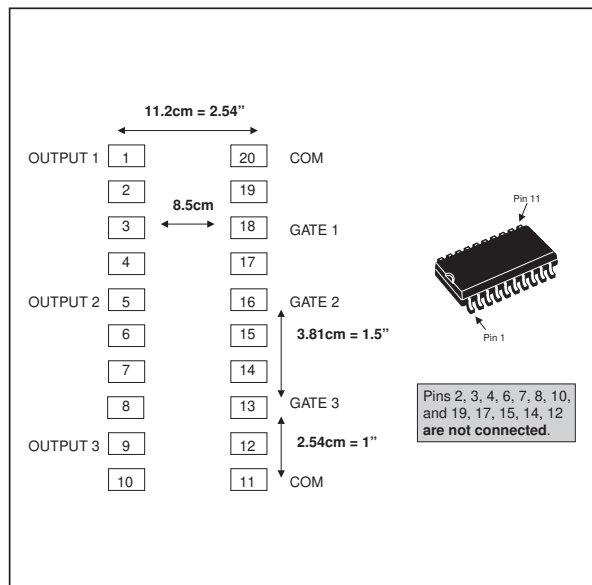 11.2cm = 2.54”
OUTPUT 1 1 20 COM
2 19
8.5cm
3 18 GATE 1
4 17
OUTPUT 2 5 16 GATE 2
6 15
3.81cm = 1.5”
7 14
8 13 GATE 3
OUTPUT 3 9 12 2.54cm = 1”
10 11 COM
Pin 11
Pin 1
Pins 2, 3, 4, 6, 7, 8, 10,
and 19, 17, 15, 14, 12
are not connected.